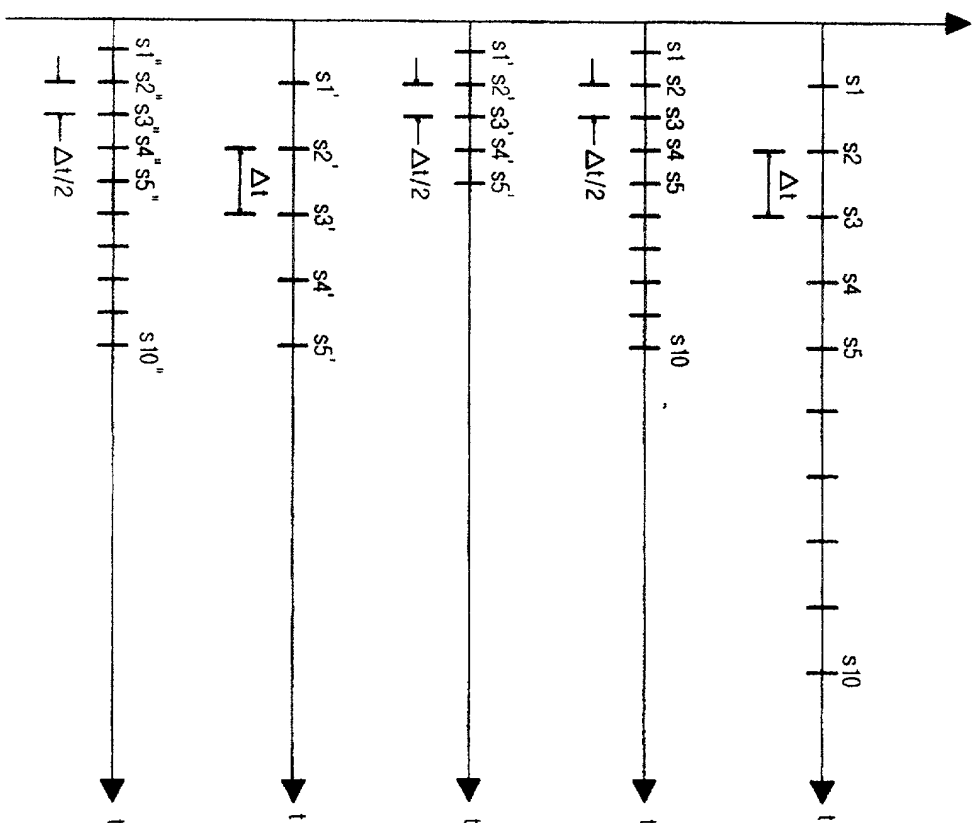 s1 s2 s3 s4 s5 s10
Δt
t
s1 s2 s3 s4 s5 s10
Δt/2
t
s1' s2' s3' s4' s5'
Δt/2
t
s1' s2' s3' s4' s5'
Δt
t
s1" s2" s3" s4" s5" s10"
Δt/2
t